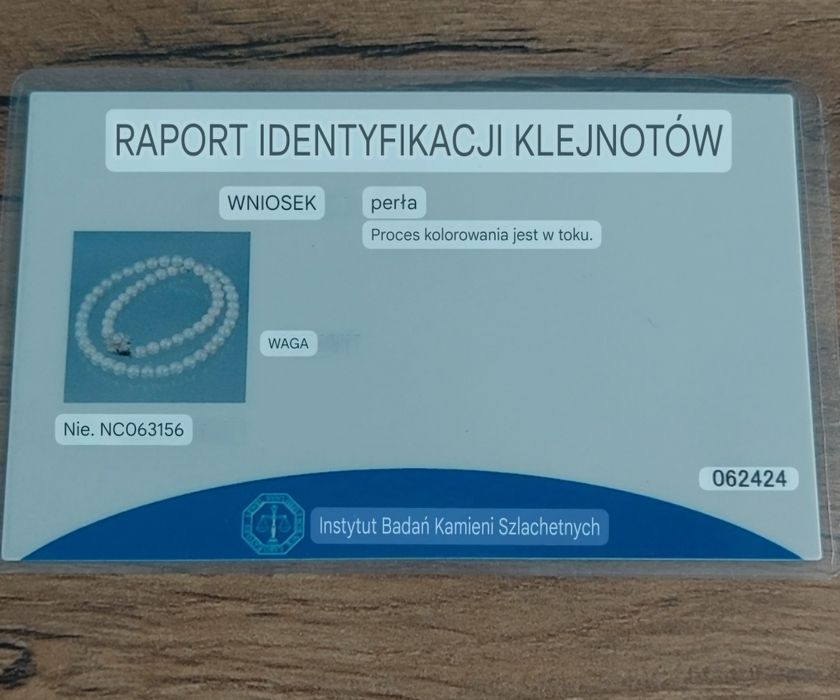 RAPORT IDENTYFIKACJI KLEJNOTÓW
WNIOSEK perła
Proces kolorowania jest w toku.
WAGA
Nie. NC063156
062424
Instytut Badań Kamieni Szlachetnych